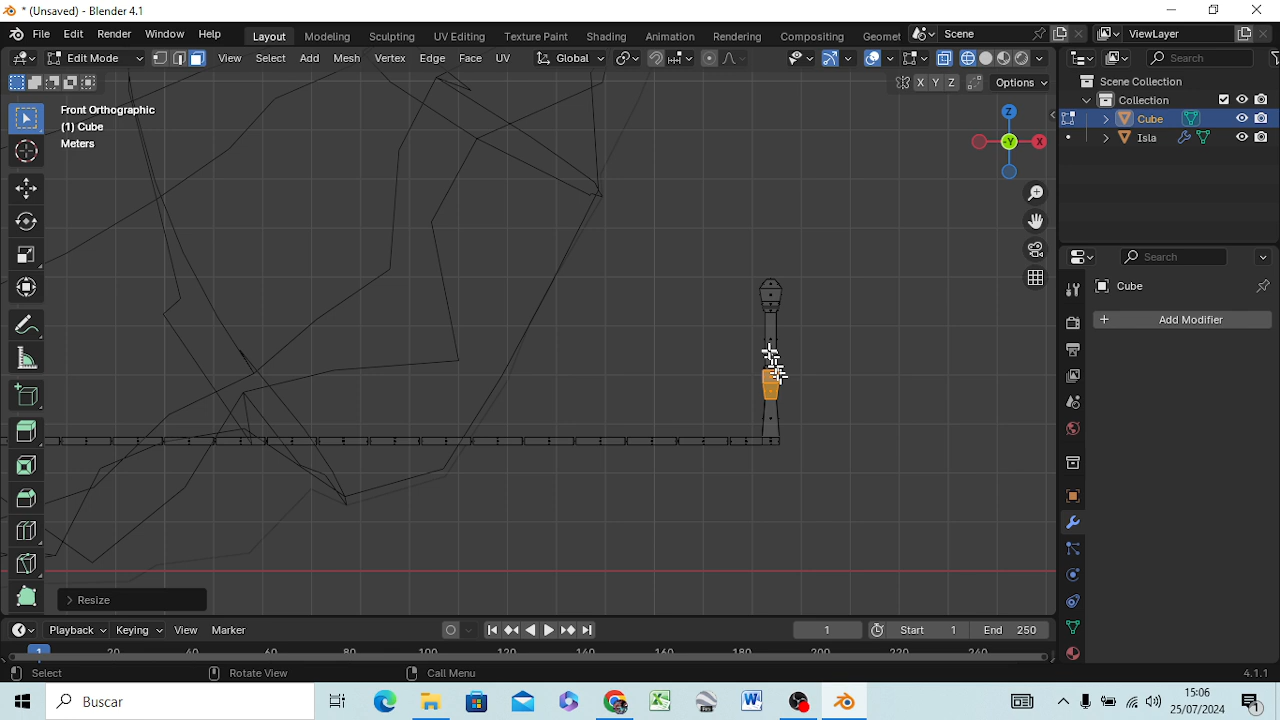 * (Unsaved) - Blender 4.1
File Edit Render Window Help Layout Modeling Sculpting UV Editing Texture Paint Shading Animation Rendering Compositing Geomet Scene ViewLayer
Edit Mode View Select Add Mesh Vertex Edge Face UV Global Search
X Y Z Options
Scene Collection
Front Orthographic
(1) Cube
Meters
Collection
Cube
Isla
Z
-Y
X
Search
Cube
+ Add Modifier
> Resize
Playback Keying View Marker 1 Start 1 End 250
1 20 40 60 80 100 120 140 160 180 200 220 240
Select Rotate View Call Menu 4.1.1
Buscar
15:06
25/07/2024
1